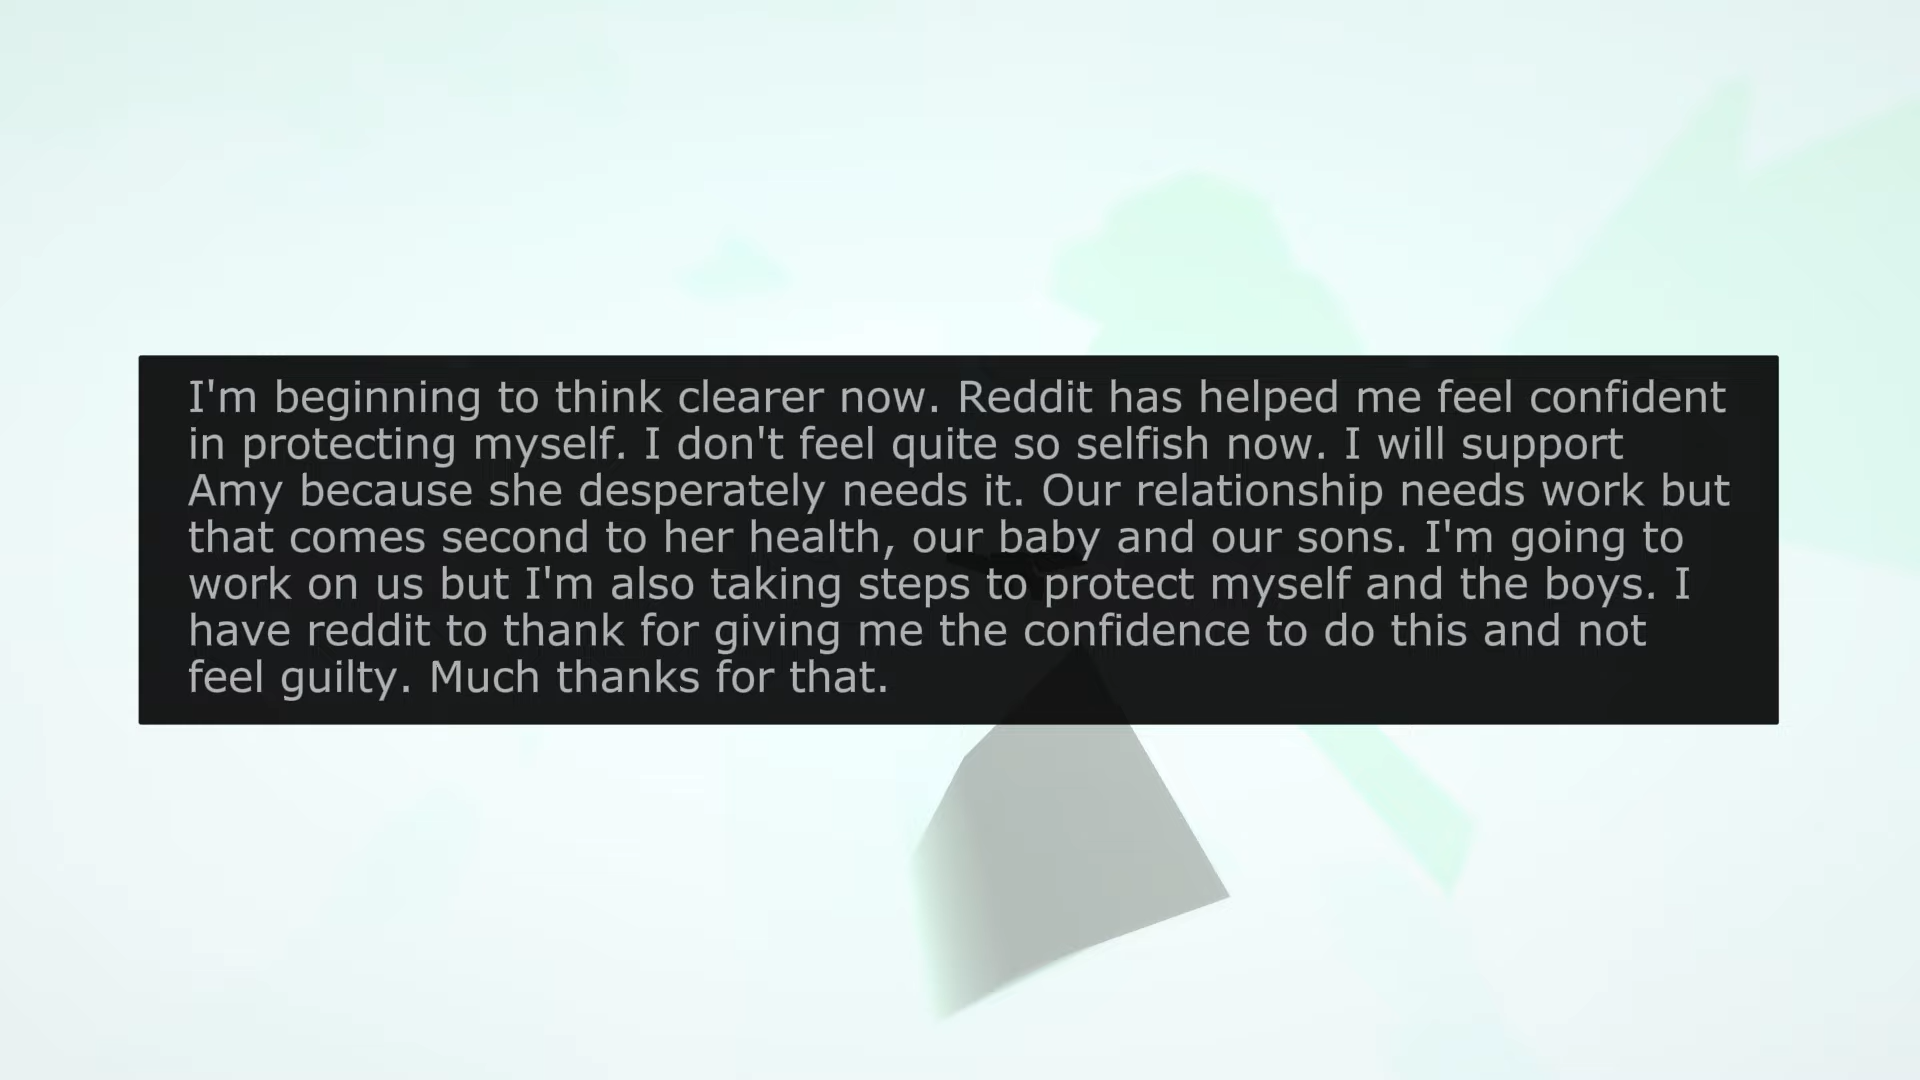 I'm beginning to think clearer now. Reddit has helped me feel confident
in protecting myself. I don't feel quite so selfish now. I will support
Amy because she desperately needs it. Our relationship needs work but
that comes second to her health, our baby and our sons. I'm going to
work on us but I'm also taking steps to protect myself and the boys. I
have reddit to thank for giving me the confidence to do this and not
feel guilty. Much thanks for that.